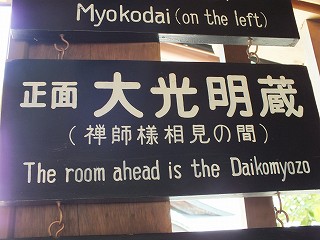 Myokodai (on the left)
正面 大光明蔵
(禅師様相見の間)
The room ahead is the Daikomyozo